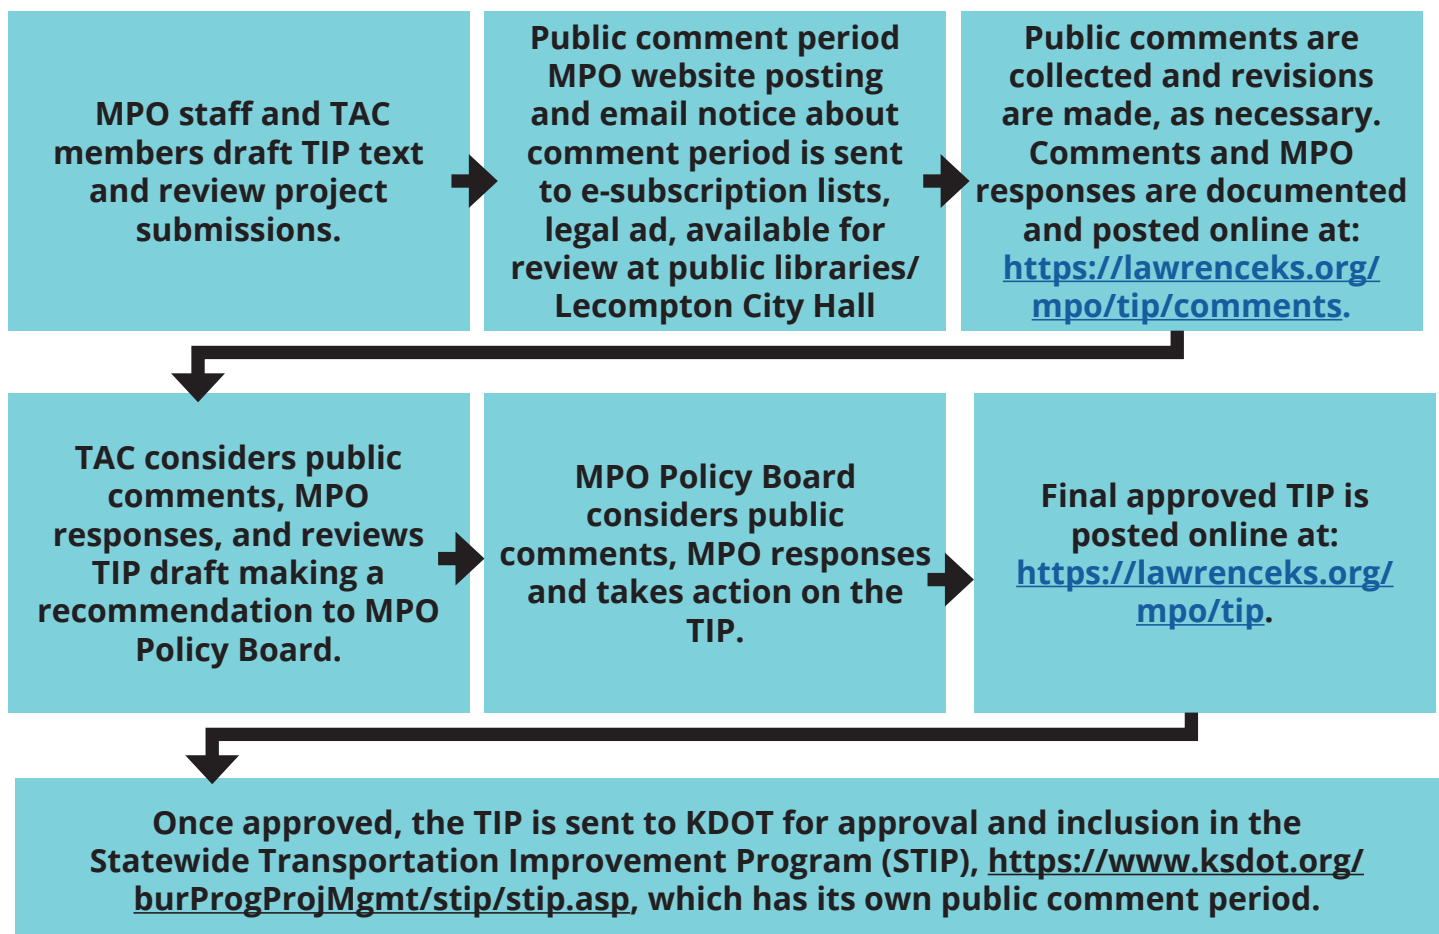 MPO staff and TAC
members draft TIP text
and review project
submissions.
Public comment period
MPO website posting
and email notice about
comment period is sent
to e-subscription lists,
legal ad, available for
review at public libraries/
Lecompton City Hall
Public comments are
collected and revisions
are made, as necessary.
Comments and MPO
responses are documented
and posted online at:
https://lawrenceks.org/
mpo/tip/comments.
TAC considers public
comments, MPO
responses, and reviews
TIP draft making a
recommendation to MPO
Policy Board.
MPO Policy Board
considers public
comments, MPO responses
and takes action on the
TIP.
Final approved TIP is
posted online at:
https://lawrenceks.org/
mpo/tip.
Once approved, the TIP is sent to KDOT for approval and inclusion in the
Statewide Transportation Improvement Program (STIP), https://www.ksdot.org/
burProgProjMgmt/stip/stip.asp, which has its own public comment period.